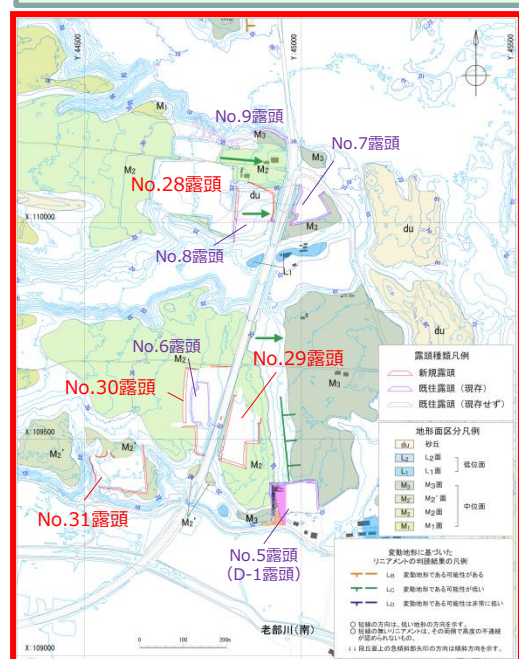 Y:44500
Y:45000
M₁
No.9露頭
M₃
No.7露頭
M₂
M₃
M₂
No.28露頭
du
X:110000
du
M₃
No.8露頭
L₁
du
No.6露頭
M₂
No.29露頭
No.30露頭
M₃
X:109500
M₂'
M₂'
M₂
No.31露頭
M₂'
M₃
No.5露頭
(D-1露頭)
老部川(南)
0 100 200m
露頭種類凡例
新規露頭
既往露頭(現存)
既往露頭(現存せず)
地形面区分凡例
du 砂丘
L₂ L₂面
L₁ L₁面
低位面
M₃ M₃面
M₂' M₂'面
M₂ M₂面
M₁ M₁面
中位面
変動地形に基づいた
リニアメントの判読結果の凡例
LB 変動地形である可能性がある
LC 変動地形である可能性が低い
LD 変動地形である可能性は非常に低い
○ 短線の方向は、低い地形の方向を示す。
○ 短線の無いリニアメントは、その両側で高度の不連続
が認められないもの。
↓↓ 段丘面上の急傾斜部矢印の方向は傾斜方向を示す。